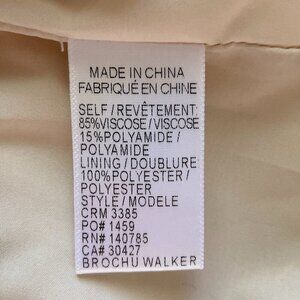 MADE IN CHINA
FABRIQUÉ EN CHINE
SELF / REVÊTEMENT
85%VISCOSE / VISCOSE
15% POLYAMIDE /
POLYAMIDE
LINING / DOUBLURE
100% POLYESTER /
POLYESTER
STYLE / MODELE
CRM 3385
PO# 1459
RN# 140785
CA# 30427
BROCHU WALKER